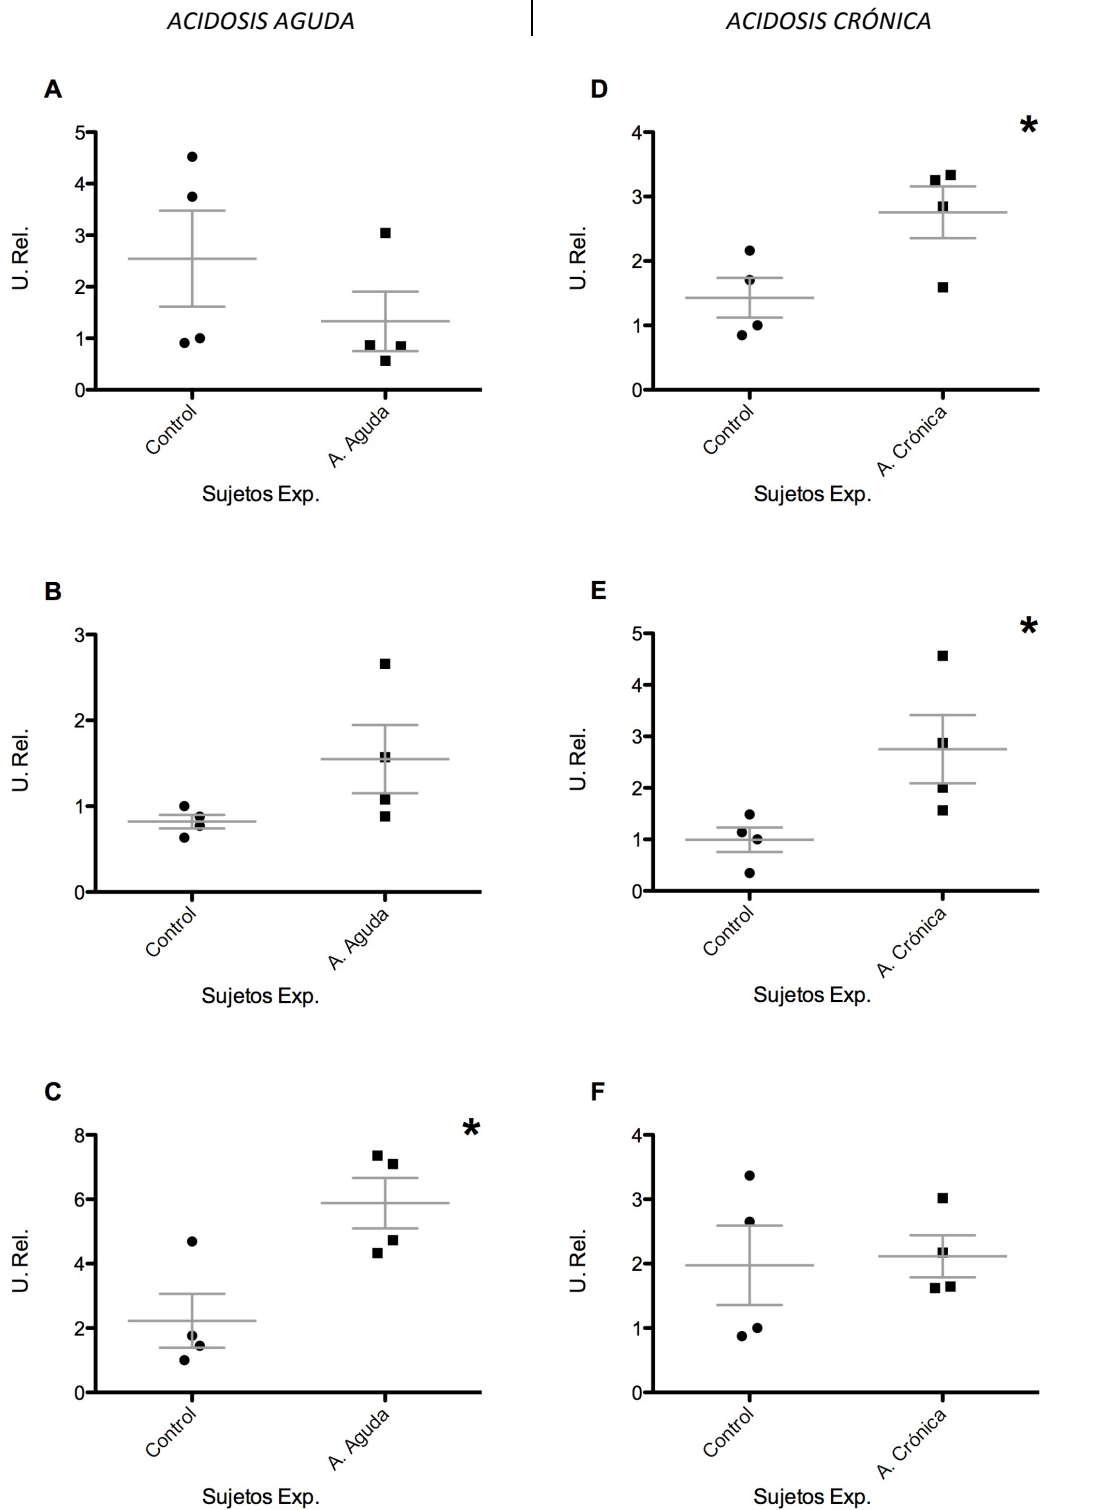 ACIDOSIS AGUDA
ACIDOSIS CRÓNICA
A
5
4
3
2
1
0
U. Rel.
Control
A. Aguda
Sujetos Exp.
D
*
4
3
2
1
0
U. Rel.
Control
A. Crónica
Sujetos Exp.
B
3
2
1
0
U. Rel.
Control
A. Aguda
Sujetos Exp.
E
*
5
4
3
2
1
0
U. Rel.
Control
A. Crónica
Sujetos Exp.
C
*
8
6
4
2
0
U. Rel.
Control
A. Aguda
Sujetos Exp.
F
4
3
2
1
0
U. Rel.
Control
A. Crónica
Sujetos Exp.